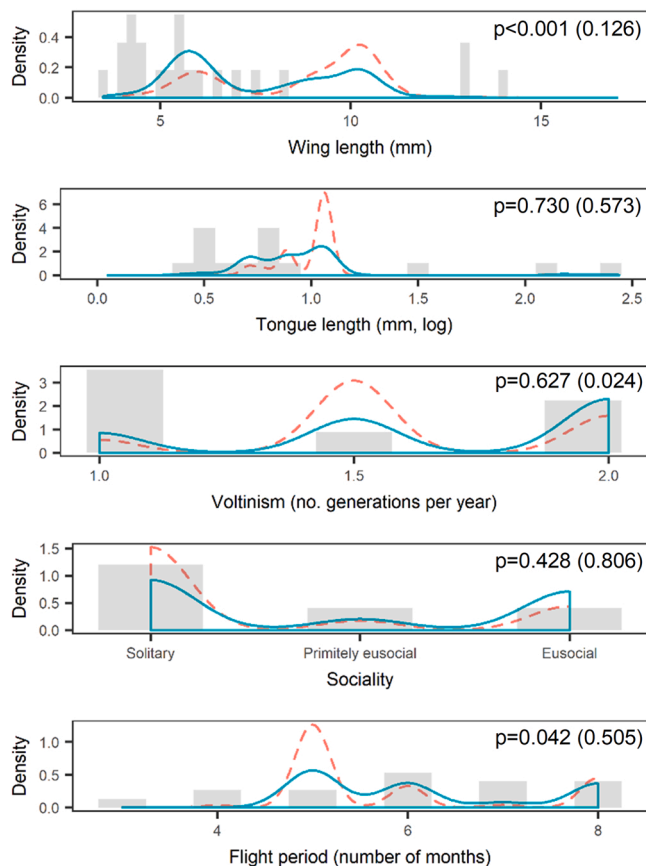 p<0.001 (0.126)
Density
0.4
0.2
0.0
5
10
15
Wing length (mm)
p=0.730 (0.573)
Density
6
4
2
0
0.0
0.5
1.0
1.5
2.0
2.5
Tongue length (mm, log)
p=0.627 (0.024)
Density
3
2
1
0
1.0
1.5
2.0
Voltinism (no. generations per year)
p=0.428 (0.806)
Density
1.5
1.0
0.5
0.0
Solitary
Primitely eusocial
Eusocial
Sociality
p=0.042 (0.505)
Density
1.0
0.5
0.0
4
6
8
Flight period (number of months)